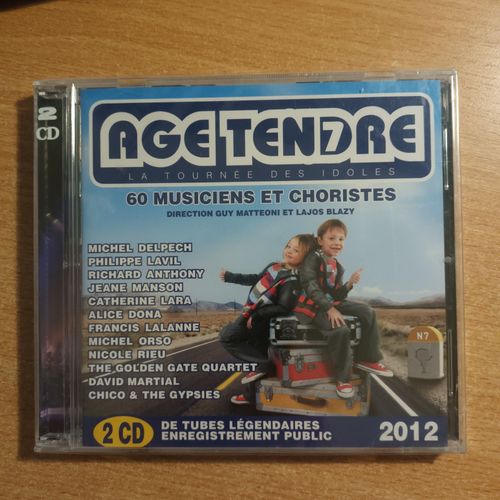 2
CD
AGE TENDRE
LA TOURNÉE DES IDOLES
60 MUSICIENS ET CHORISTES
DIRECTION GUY MATTEONI ET LAJOS BLAZY
MICHEL DELPECH
PHILIPPE LAVIL
RICHARD ANTHONY
JEANE MANSON
CATHERINE LARA
ALICE DONA
FRANCIS LALANNE
MICHEL ORSO
NICOLE RIEU
THE GOLDEN GATE QUARTET
DAVID MARTIAL
CHICO & THE GYPSIES
N7
2 CD
DE TUBES LÉGENDAIRES
ENREGISTREMENT PUBLIC
2012